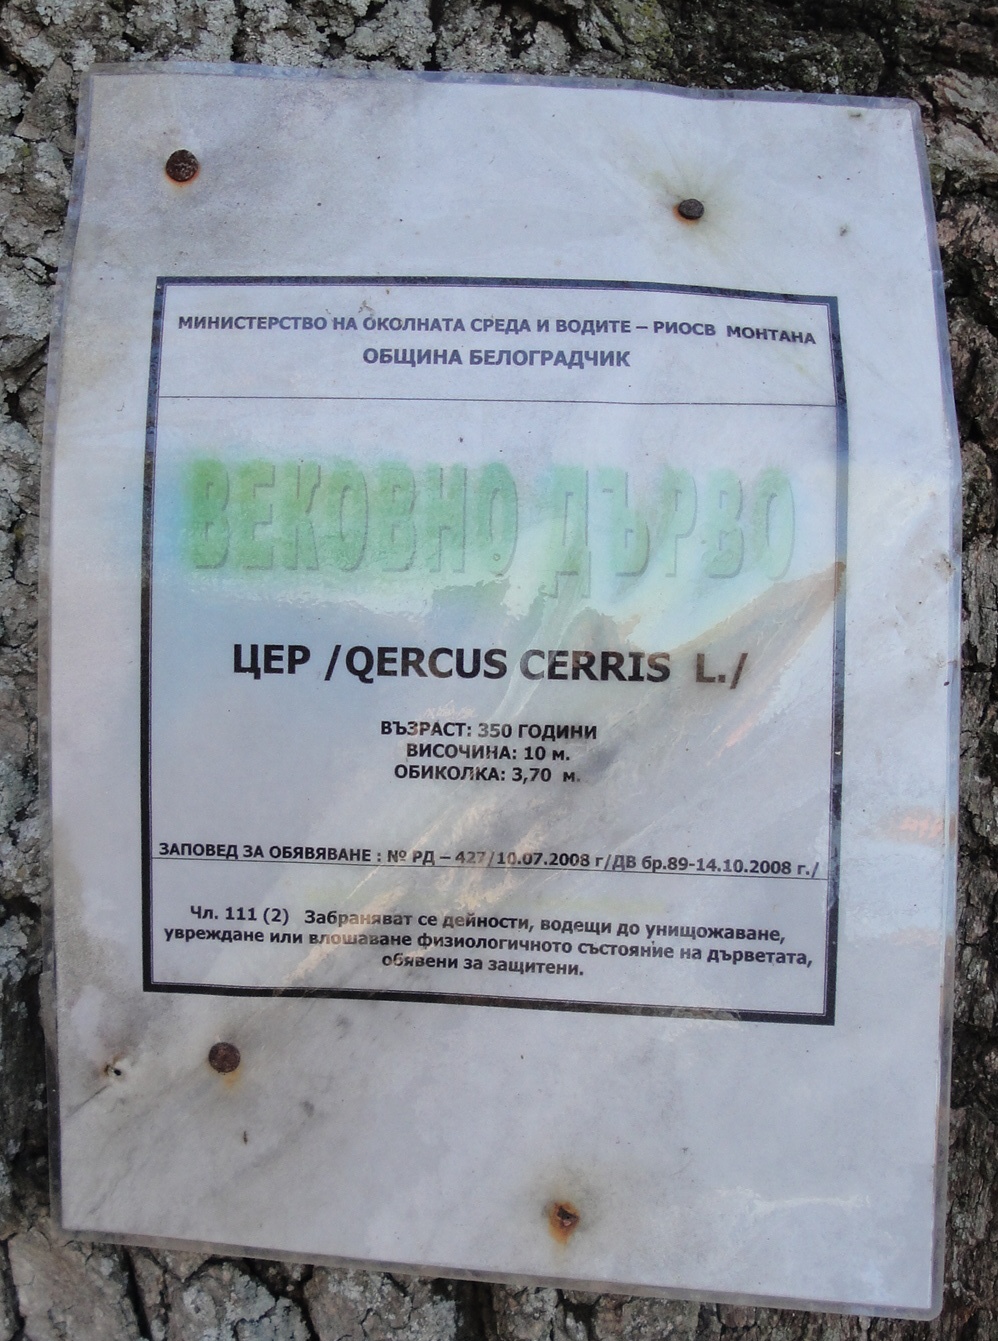 МИНИСТЕРСТВО НА ОКОЛНАТА СРЕДА И ВОДИТЕ – РИОСВ МОНТАНА
ОБЩИНА БЕЛОГРАДЧИК
ВЕКОВНО ДЪРВО
ЦЕР /QERCUS CERRIS L./
ВЪЗРАСТ: 350 ГОДИНИ
ВИСОЧИНА: 10 м.
ОБИКОЛКА: 3,70 м.
ЗАПОВЕД ЗА ОБЯВЯВАНЕ : № РД – 427/10.07.2008 г/ДВ бр.89-14.10.2008 г./
Чл. 111 (2) Забраняват се дейности, водещи до унищожаване,
увреждане или влошаване физиологичното състояние на дърветата,
обявени за защитени.